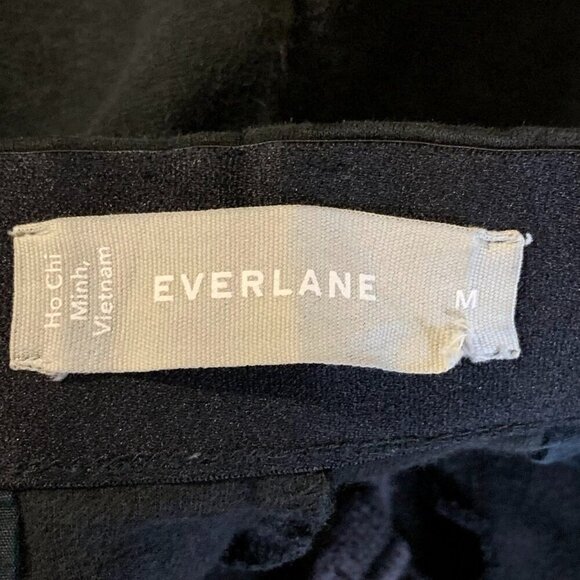 Ho Chi
Minh,
Vietnam
EVERLANE
M